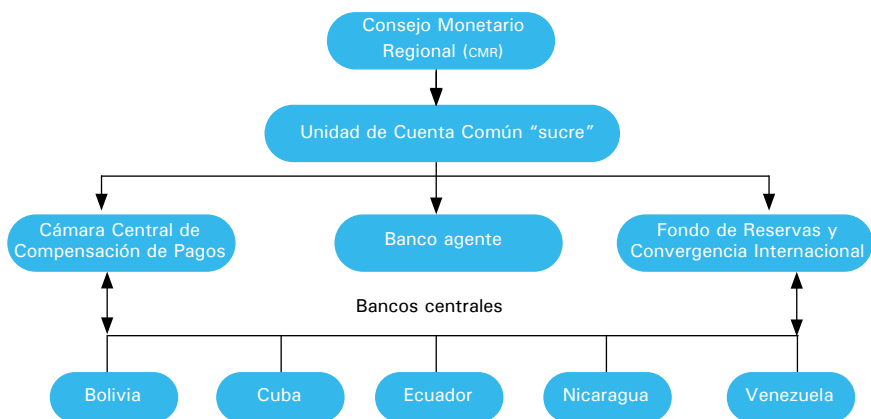 Consejo Monetario
Regional (CMR)
Unidad de Cuenta Común “sucre”
Cámara Central de
Compensación de Pagos
Banco agente
Fondo de Reservas y
Convergencia Internacional
Bancos centrales
Bolivia
Cuba
Ecuador
Nicaragua
Venezuela